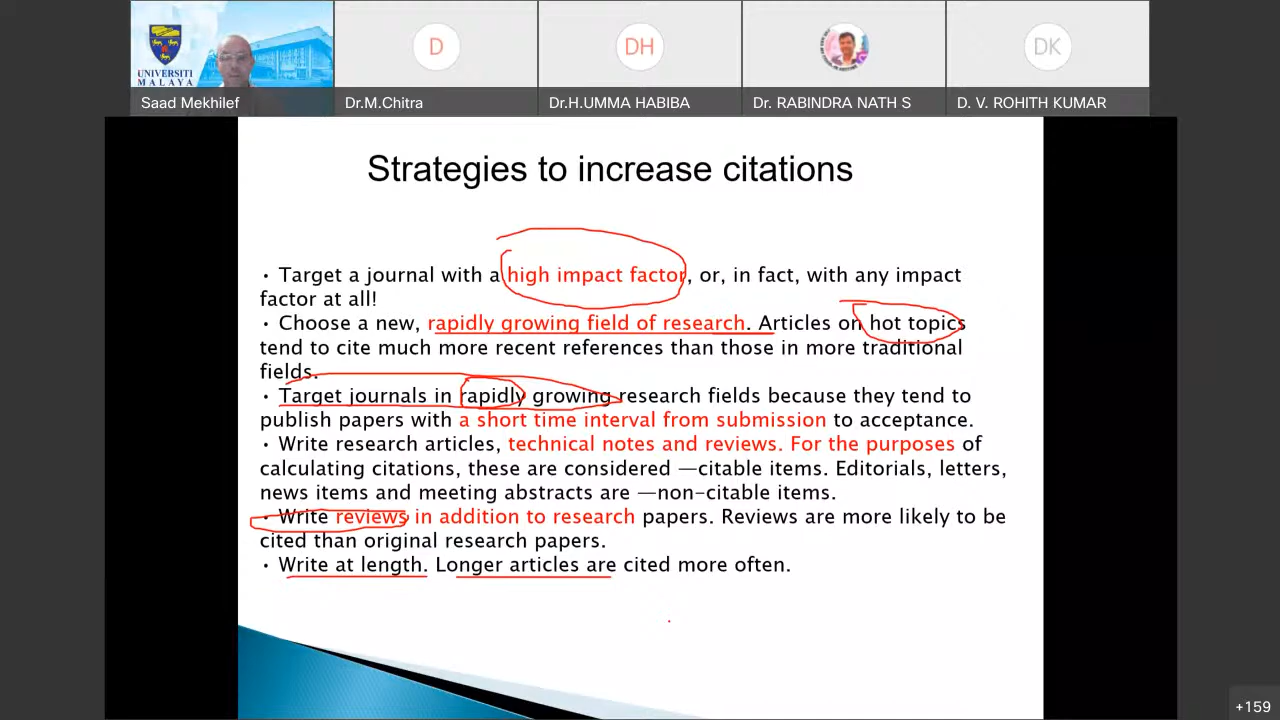 UNIVERSITI
MALAYA
D
DH
DK
Saad Mekhilef
Dr.M.Chitra
Dr.H.UMMA HABIBA
Dr. RABINDRA NATH S
D. V. ROHITH KUMAR
Strategies to increase citations
• Target a journal with a high impact factor, or, in fact, with any impact
factor at all!
• Choose a new, rapidly growing field of research. Articles on hot topics
tend to cite much more recent references than those in more traditional
fields.
• Target journals in rapidly growing research fields because they tend to
publish papers with a short time interval from submission to acceptance.
• Write research articles, technical notes and reviews. For the purposes of
calculating citations, these are considered ―citable items. Editorials, letters,
news items and meeting abstracts are ―non-citable items.
• Write reviews in addition to research papers. Reviews are more likely to be
cited than original research papers.
• Write at length. Longer articles are cited more often.
+159